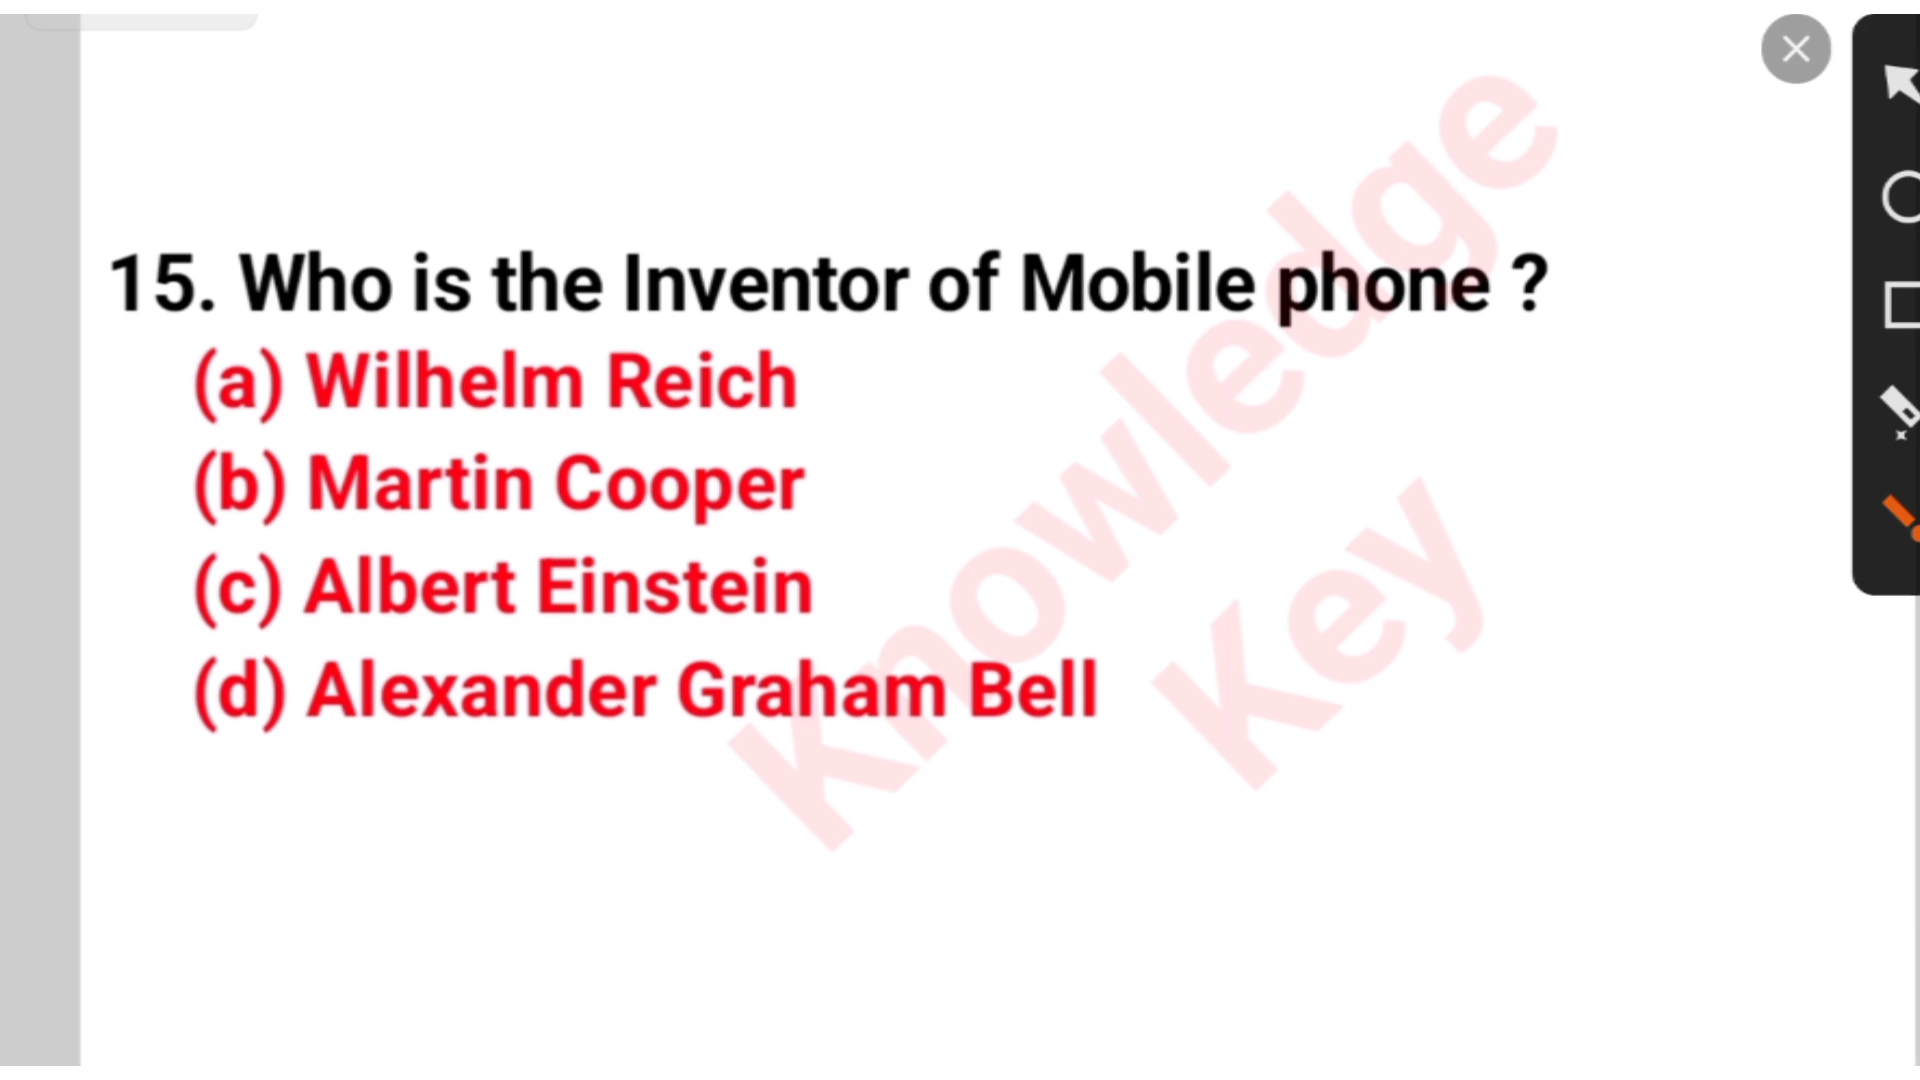 15. Who is the Inventor of Mobile phone ?
(a) Wilhelm Reich
(b) Martin Cooper
(c) Albert Einstein
(d) Alexander Graham Bell
Knowledge
Key